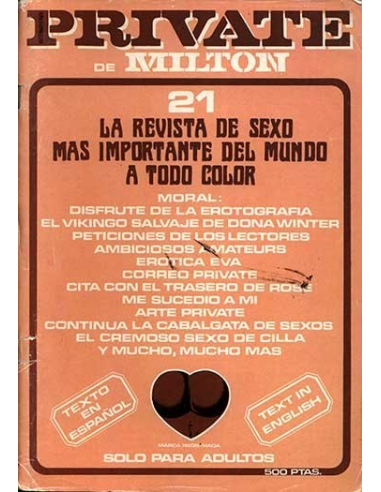 PRIVATE
DE MILTON
21
LA REVISTA DE SEXO
MAS IMPORTANTE DEL MUNDO
A TODO COLOR
MORAL:
DISFRUTE DE LA EROTOGRAFIA
EL VIKINGO SALVAJE DE DONA WINTER
PETICIONES DE LOS LECTORES
AMBICIOSOS AMATEURS
EROTICA EVA
CORREO PRIVATE
CITA CON EL TRASERO DE ROSE
ME SUCEDIO A MI
ARTE PRIVATE
CONTINUA LA CABALGATA DE SEXOS
EL CREMOSO SEXO DE CILLA
Y MUCHO, MUCHO MAS
TEXTO
EN
ESPAÑOL
TEXT IN
ENGLISH
MARCA REGISTRADA
SOLO PARA ADULTOS
500 PTAS.